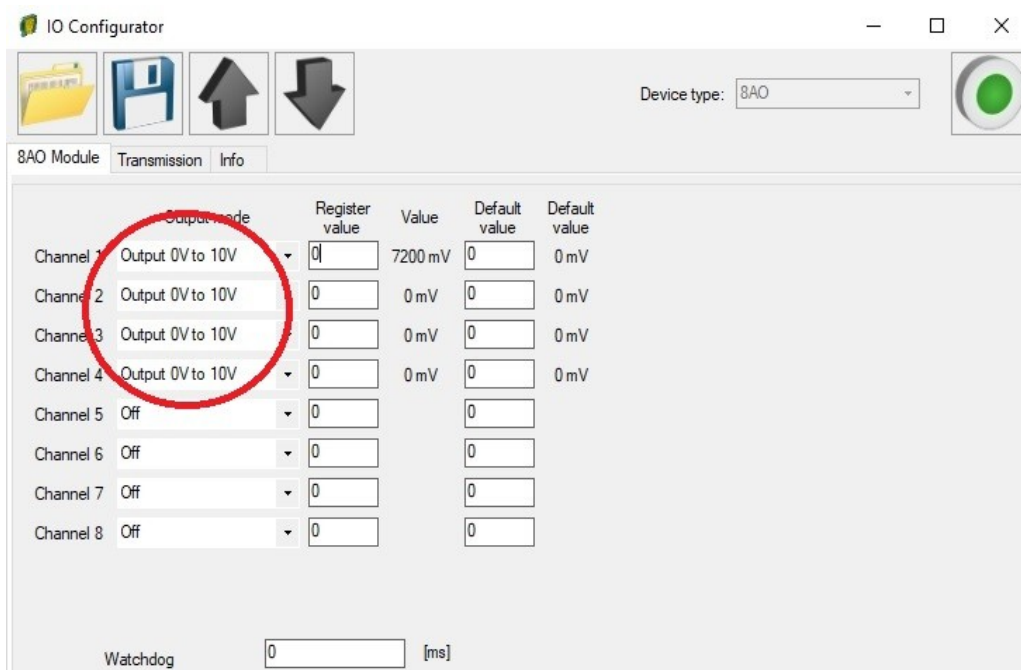 IO Configurator
Device type: 8AO
8AO Module Transmission Info
Output mode Register value Value Default value Default value
Channel 1 Output 0V to 10V 0 7200 mV 0 0 mV
Channel 2 Output 0V to 10V 0 0 mV 0 0 mV
Channel 3 Output 0V to 10V 0 0 mV 0 0 mV
Channel 4 Output 0V to 10V 0 0 mV 0 0 mV
Channel 5 Off 0 0
Channel 6 Off 0 0
Channel 7 Off 0 0
Channel 8 Off 0 0
Watchdog 0 [ms]